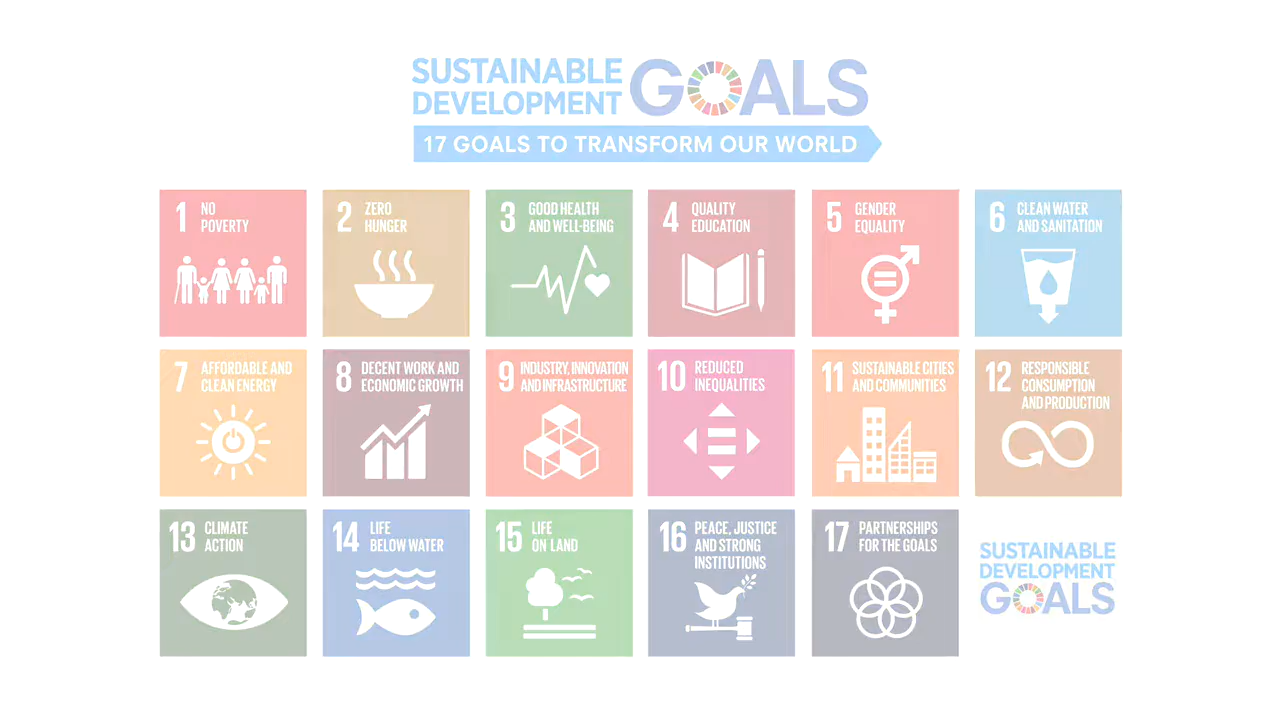 SUSTAINABLE
DEVELOPMENT
GOALS
17 GOALS TO TRANSFORM OUR WORLD
1 NO
POVERTY
2 ZERO
HUNGER
3 GOOD HEALTH
AND WELL-BEING
4 QUALITY
EDUCATION
5 GENDER
EQUALITY
6 CLEAN WATER
AND SANITATION
7 AFFORDABLE AND
CLEAN ENERGY
8 DECENT WORK AND
ECONOMIC GROWTH
9 INDUSTRY, INNOVATION
AND INFRASTRUCTURE
10 REDUCED
INEQUALITIES
11 SUSTAINABLE CITIES
AND COMMUNITIES
12 RESPONSIBLE
CONSUMPTION
AND PRODUCTION
13 CLIMATE
ACTION
14 LIFE
BELOW WATER
15 LIFE
ON LAND
16 PEACE, JUSTICE
AND STRONG
INSTITUTIONS
17 PARTNERSHIPS
FOR THE GOALS
SUSTAINABLE
DEVELOPMENT
GOALS